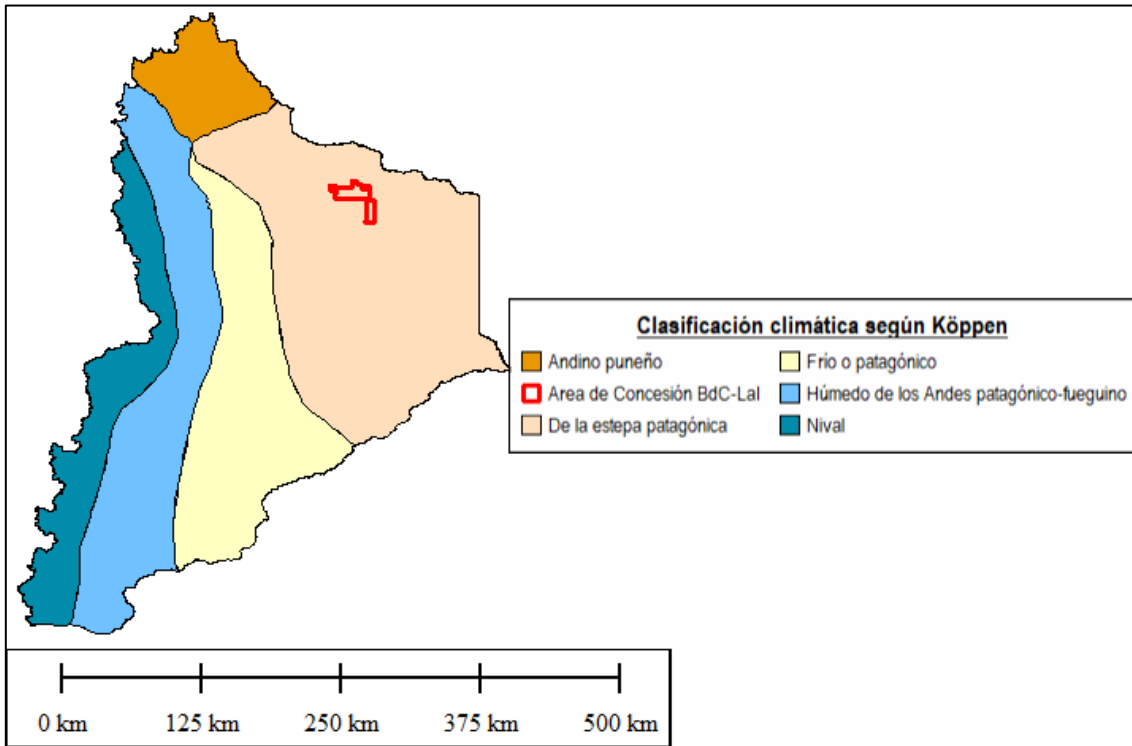 Clasificación climática según Köppen
Andino puneño
Area de Concesión BdC-LaI
De la estepa patagónica
Frío o patagónico
Húmedo de los Andes patagónico-fueguino
Nival
0 km 125 km 250 km 375 km 500 km